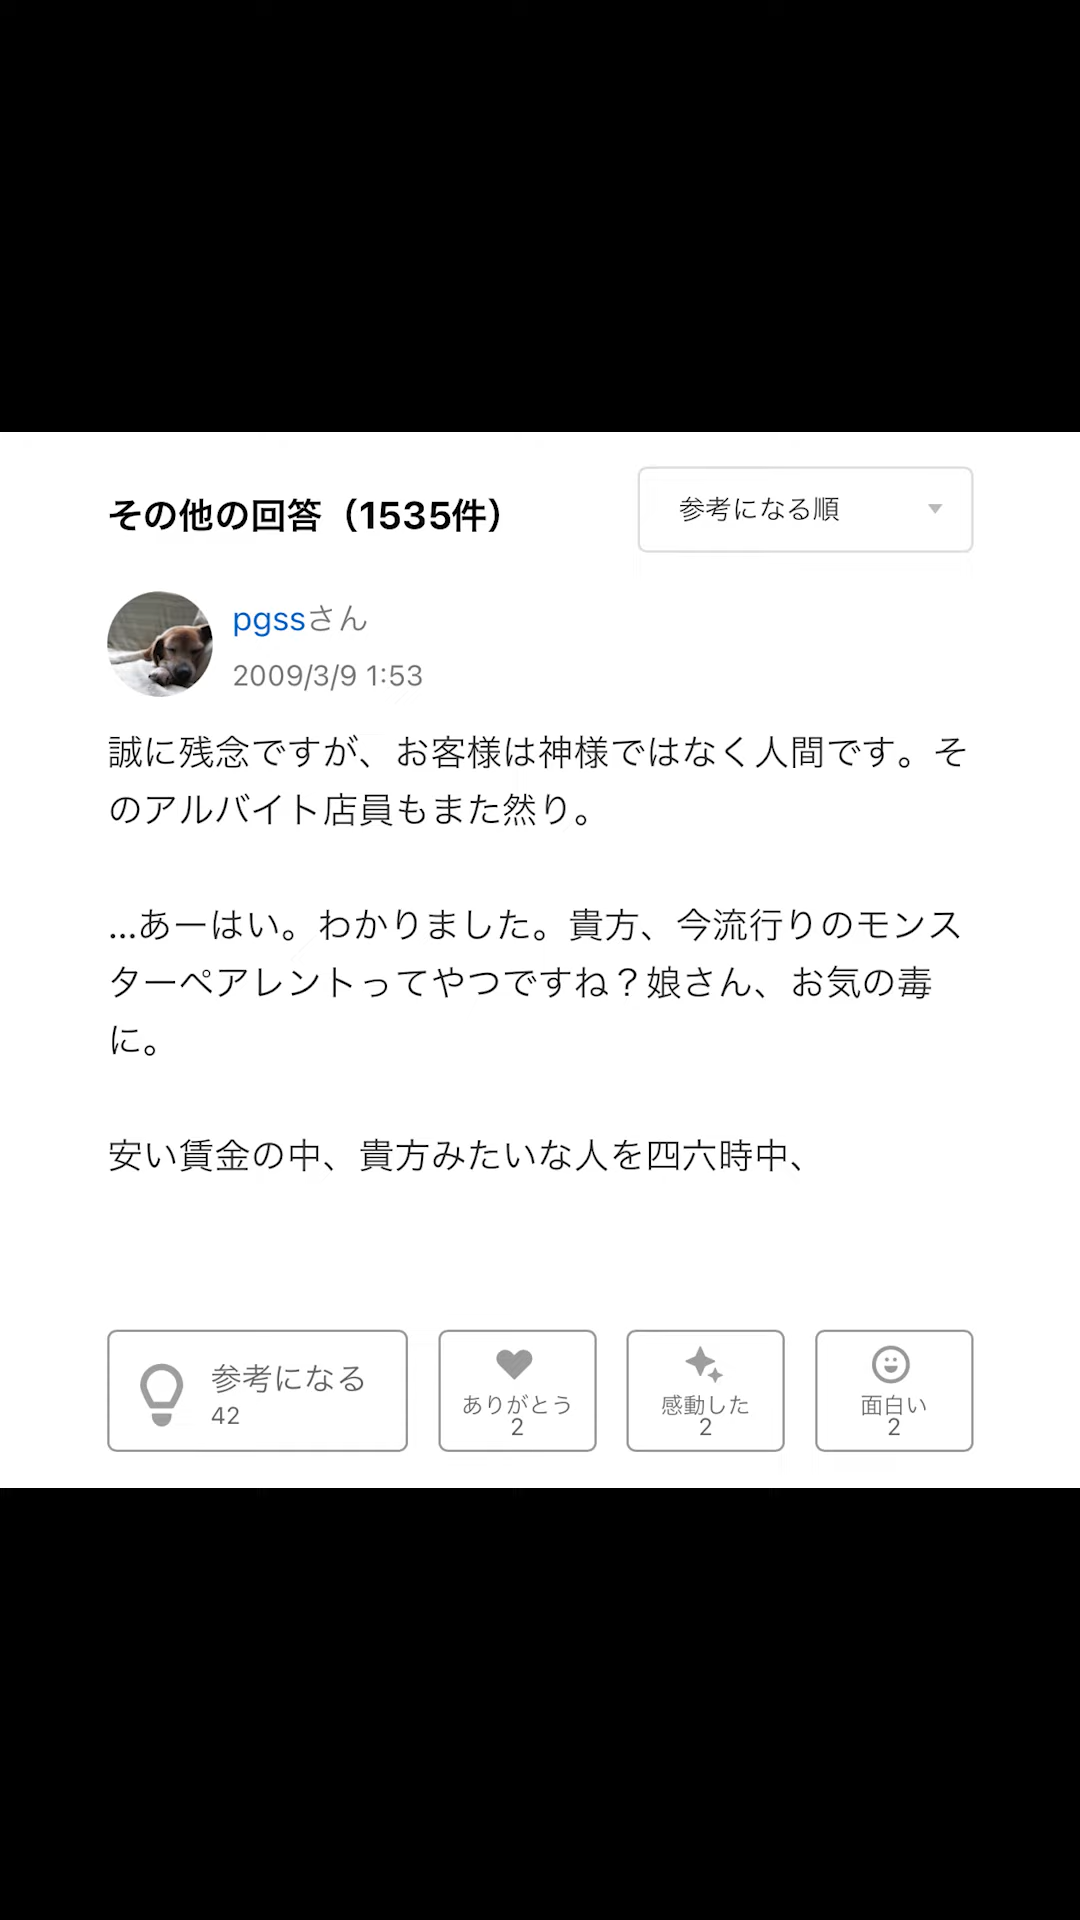 その他の回答（1535件）
参考になる順
pgssさん
2009/3/9 1:53
誠に残念ですが、お客様は神様ではなく人間です。そ
のアルバイト店員もまた然り。
...あーはい。わかりました。貴方、今流行りのモンス
ターペアレントってやつですね？娘さん、お気の毒
に。
安い賃金の中、貴方みたいな人を四六時中、
参考になる
42
ありがとう
2
感動した
2
面白い
2